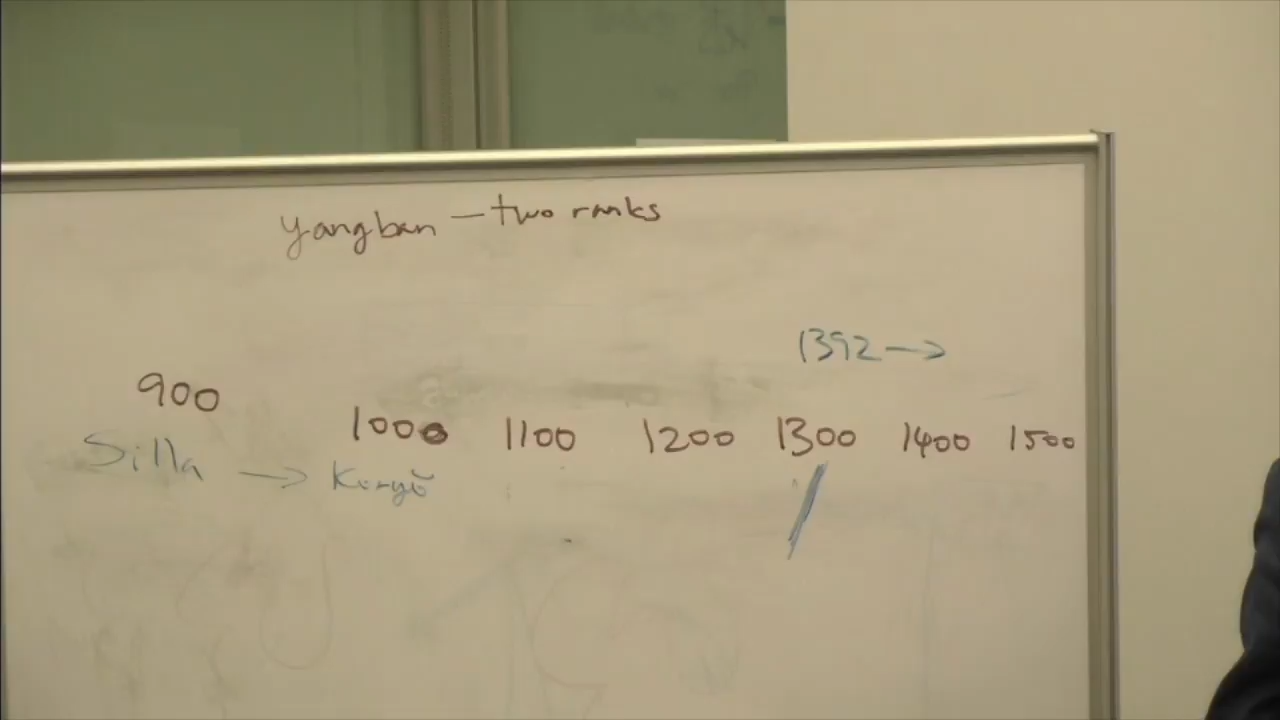 yangban — two ranks
1392 →
900
1000 1100 1200 1300 1400 1500
Silla → Koryŏ